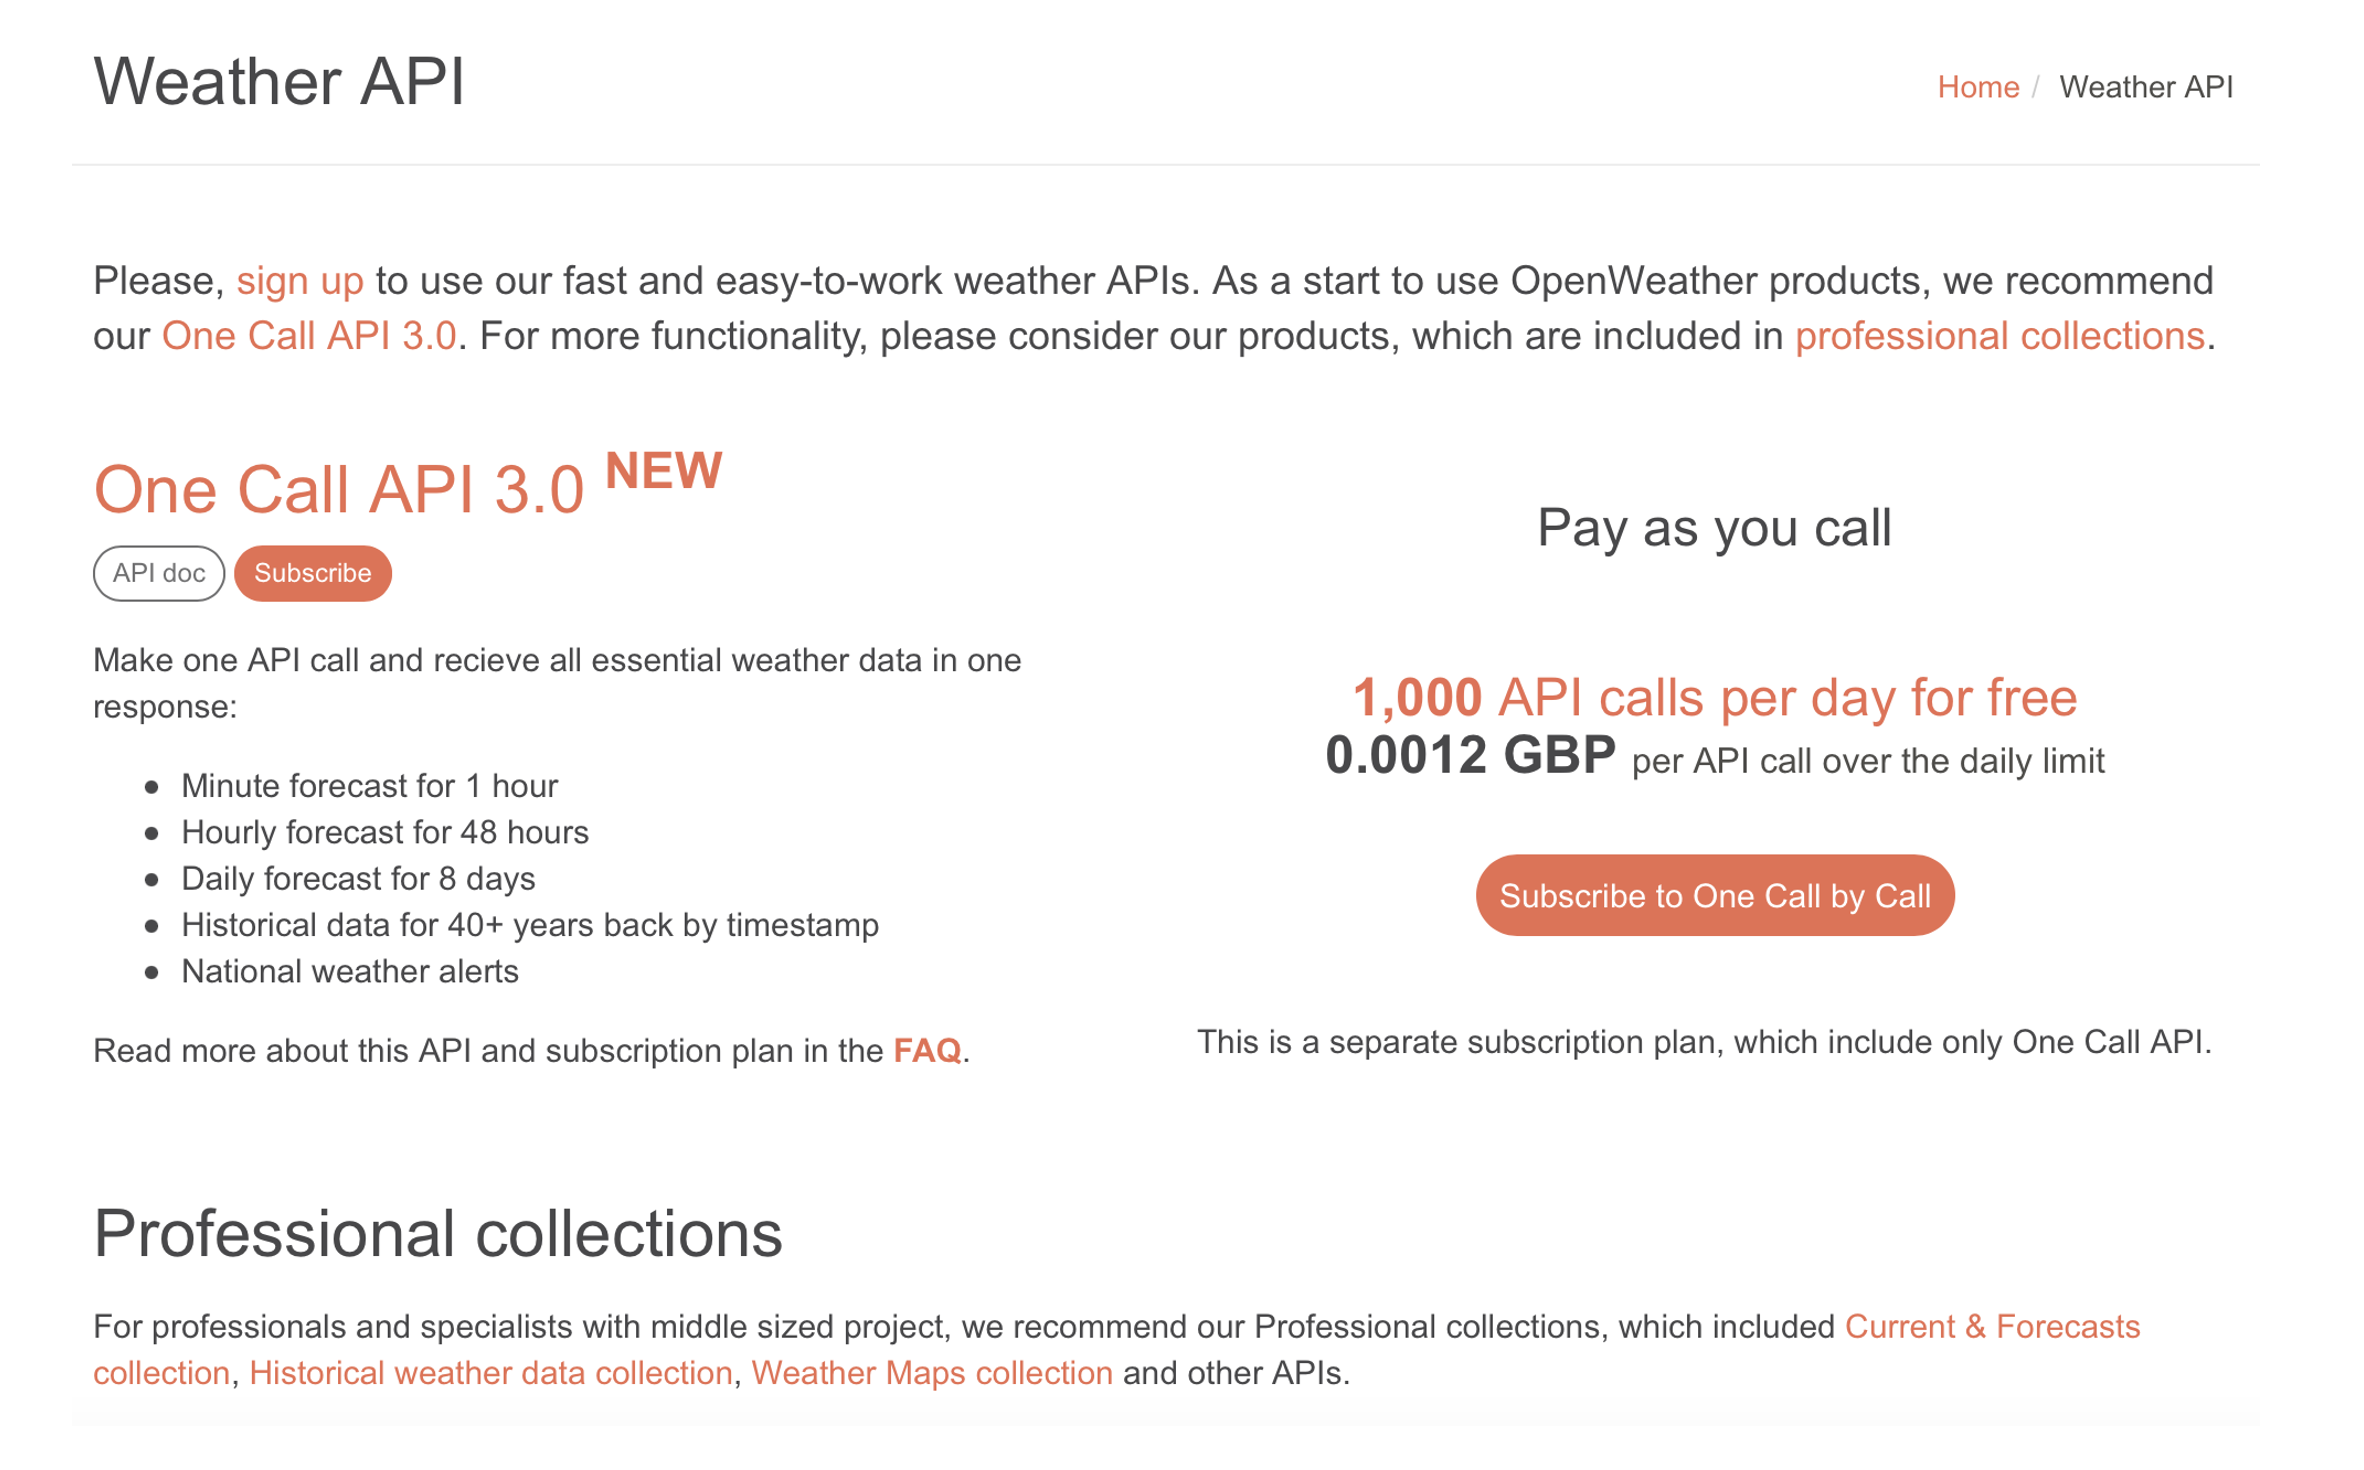 Weather API
Home / Weather API
Please, sign up to use our fast and easy-to-work weather APIs. As a start to use OpenWeather products, we recommend
our One Call API 3.0. For more functionality, please consider our products, which are included in professional collections.
One Call API 3.0 NEW
API doc Subscribe
Make one API call and recieve all essential weather data in one
response:
• Minute forecast for 1 hour
• Hourly forecast for 48 hours
• Daily forecast for 8 days
• Historical data for 40+ years back by timestamp
• National weather alerts
Read more about this API and subscription plan in the FAQ.
Pay as you call
1,000 API calls per day for free
0.0012 GBP per API call over the daily limit
Subscribe to One Call by Call
This is a separate subscription plan, which include only One Call API.
Professional collections
For professionals and specialists with middle sized project, we recommend our Professional collections, which included Current & Forecasts
collection, Historical weather data collection, Weather Maps collection and other APIs.